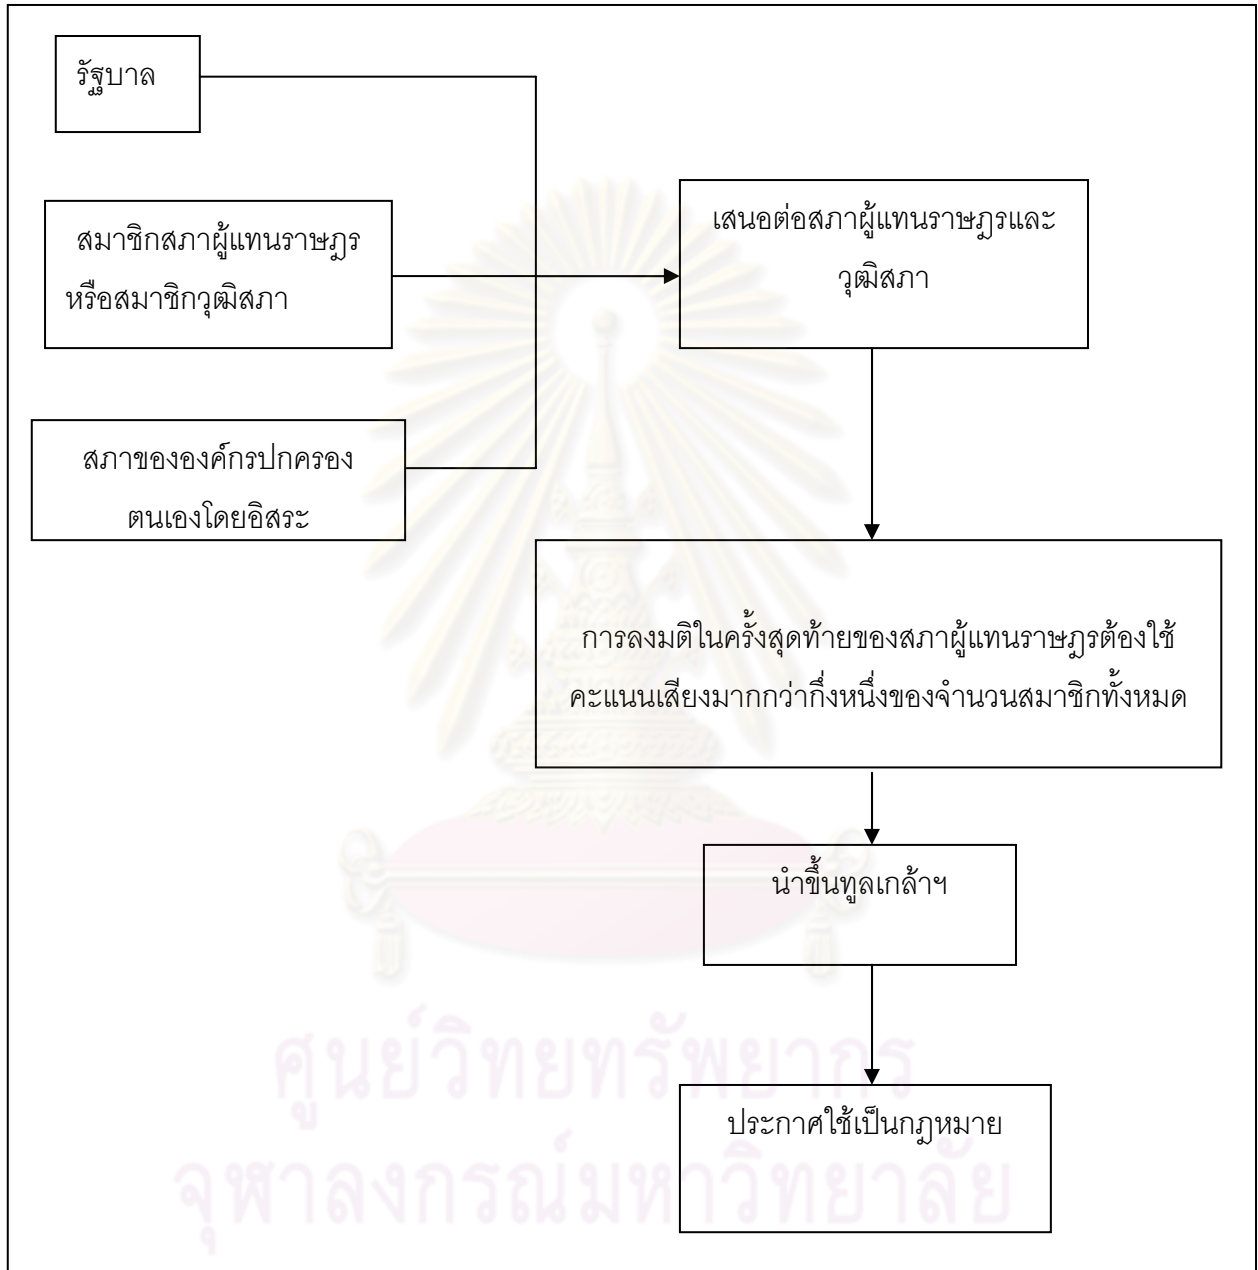 รัฐบาล
สมาชิกสภาผู้แทนราษฎร
หรือสมาชิกวุฒิสภา
เสนอต่อสภาผู้แทนราษฎรและ
วุฒิสภา
สภาขององค์กรปกครอง
ตนเองโดยอิสระ
การลงมติในครั้งสุดท้ายของสภาผู้แทนราษฎรต้องใช้
คะแนนเสียงมากกว่ากึ่งหนึ่งของจำนวนสมาชิกทั้งหมด
นำขึ้นทูลเกล้าฯ
ประกาศใช้เป็นกฎหมาย
ศูนย์วิทยทรัพยากร
จุฬาลงกรณ์มหาวิทยาลัย